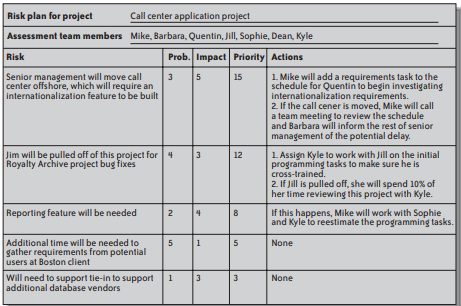 Risk plan for project Call center application project
Assessment team members Mike, Barbara, Quentin, Jill, Sophie, Dean, Kyle
Risk Prob. Impact Priority Actions
Senior management will move call 3 5 15 1. Mike will add a requirements task to the
center offshore, which will require an schedule for Quentin to begin investigating
internationalization feature to be built internationalization requirements.
2. If the call cener is moved, Mike will call
a team meeting to review the schedule
and Barbara will inform the rest of senior
management of the potential delay.
Jim will be pulled off of this project for 4 3 12 1. Assign Kyle to work with Jill on the initial
Royalty Archive project bug fixes programming tasks to make sure he is
cross-trained.
2. If Jill is pulled off, she will spend 10% of
her time reviewing this project with Kyle.
Reporting feature will be needed 2 4 8 If this happens, Mike will work with Sophie
and Kyle to reestimate the programming tasks.
Additional time will be needed to 5 1 5 None
gather requirements from potential
users at Boston client
Will need to support tie-in to support 1 3 3 None
additional database vendors